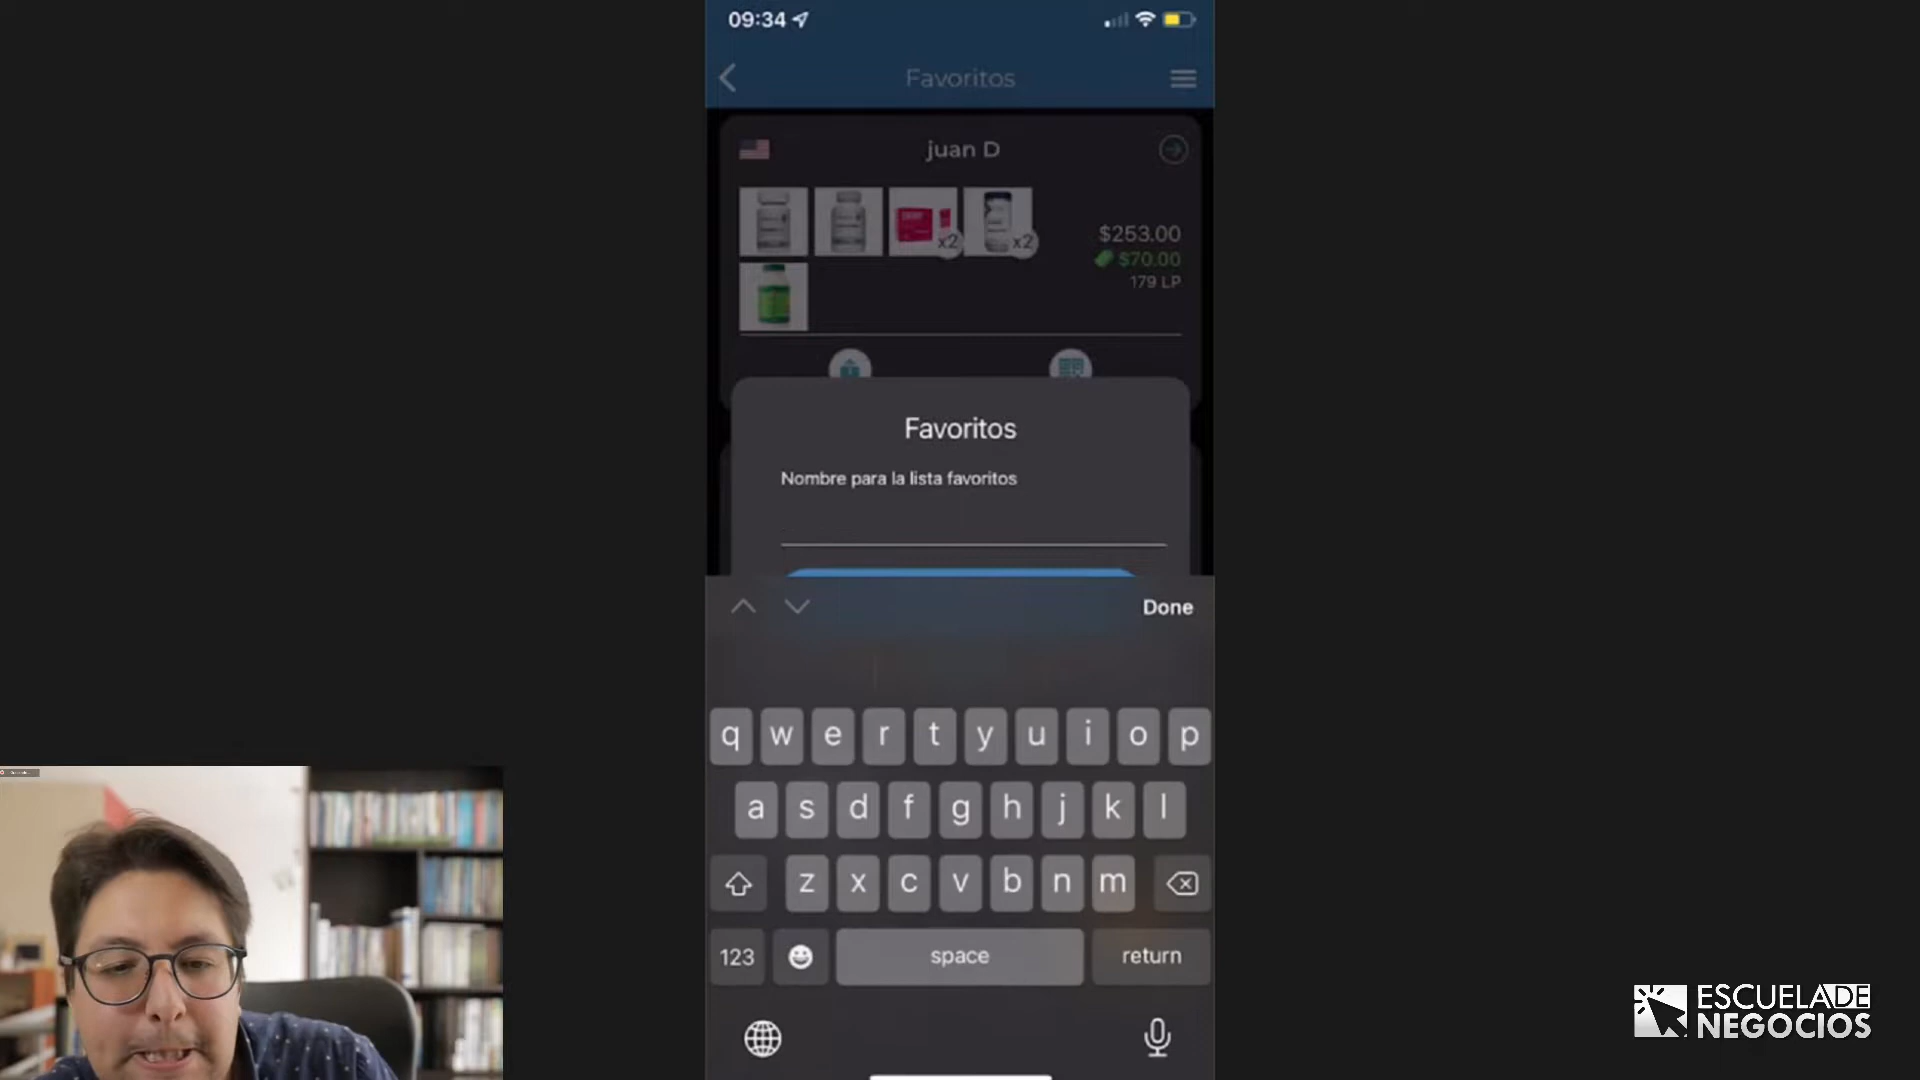 09:34
Favoritos
juan D
x2
x2
$253.00
$70.00
179 LP
Favoritos
Nombre para la lista favoritos
Done
q w e r t y u i o p
a s d f g h j k l
z x c v b n m
123
space
return
ESCUELA DE
NEGOCIOS